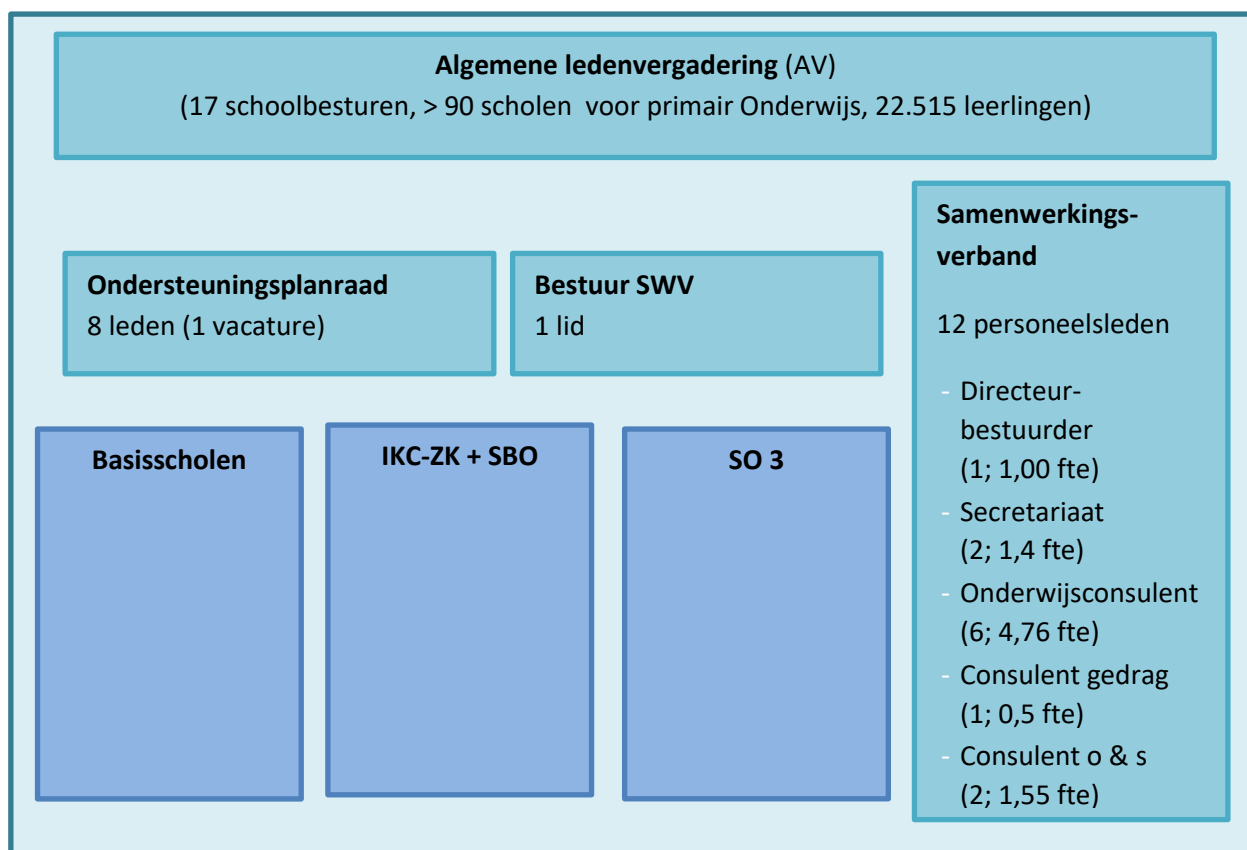 Algemene ledenvergadering (AV)
(17 schoolbesturen, > 90 scholen voor primair Onderwijs, 22.515 leerlingen)
Ondersteuningsplanraad
8 leden (1 vacature)
Bestuur SWV
1 lid
Samenwerkings-
verband
12 personeelsleden
- Directeur-
bestuurder
(1; 1,00 fte)
- Secretariaat
(2; 1,4 fte)
- Onderwijsconsulent
(6; 4,76 fte)
- Consulent gedrag
(1; 0,5 fte)
- Consulent o & s
(2; 1,55 fte)
Basisscholen
IKC-ZK + SBO
SO 3